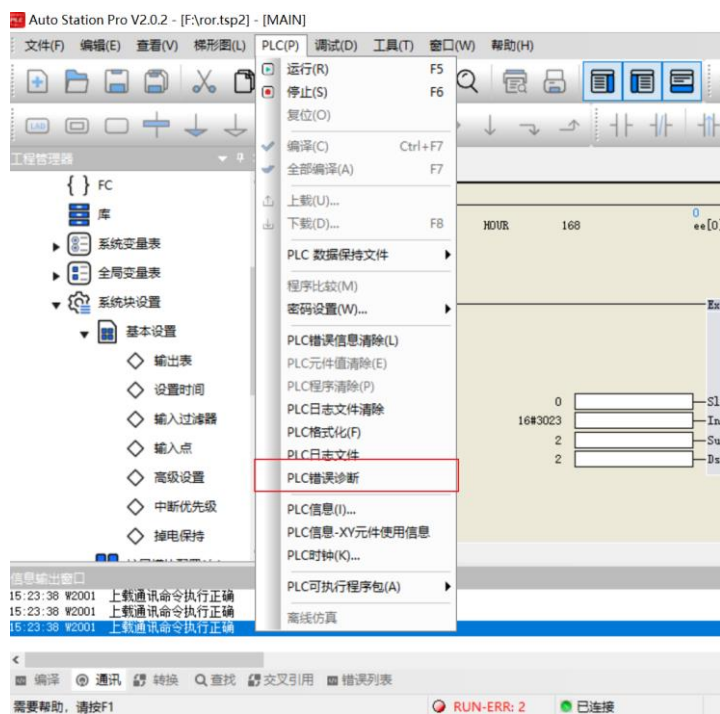 Auto Station Pro V2.0.2 - [F:\ror.tsp2] - [MAIN]
文件(F) 编辑(E) 查看(V) 梯形图(L) PLC(P) 调试(D) 工具(T) 窗口(W) 帮助(H)
运行(R) F5
停止(S) F6
复位(O)
编译(C) Ctrl+F7
全部编译(A) F7
上载(U)...
下载(D)... F8
PLC 数据保持文件
程序比较(M)
密码设置(W)...
PLC错误信息清除(L)
PLC元件值清除(E)
PLC程序清除(P)
PLC日志文件清除
PLC格式化(F)
PLC日志文件
PLC错误诊断
PLC信息(I)...
PLC信息-XY元件使用信息
PLC时钟(K)...
PLC可执行程序包(A)
离线仿真
LAD
工程管理器
{ } FC
库
系统变量表
全局变量表
系统块设置
基本设置
输出表
设置时间
输入过滤器
输入点
高级设置
中断优先级
掉电保持
HOUR 168
0
ee[0]
Ex
0 Sl
16#3023 In
2 Su
2 Ds
信息输出窗口
15:23:38 W2001 上载通讯命令执行正确
15:23:38 W2001 上载通讯命令执行正确
15:23:38 W2001 上载通讯命令执行正确
编译 通讯 转换 查找 交叉引用 错误列表
需要帮助，请按F1 RUN-ERR: 2 已连接